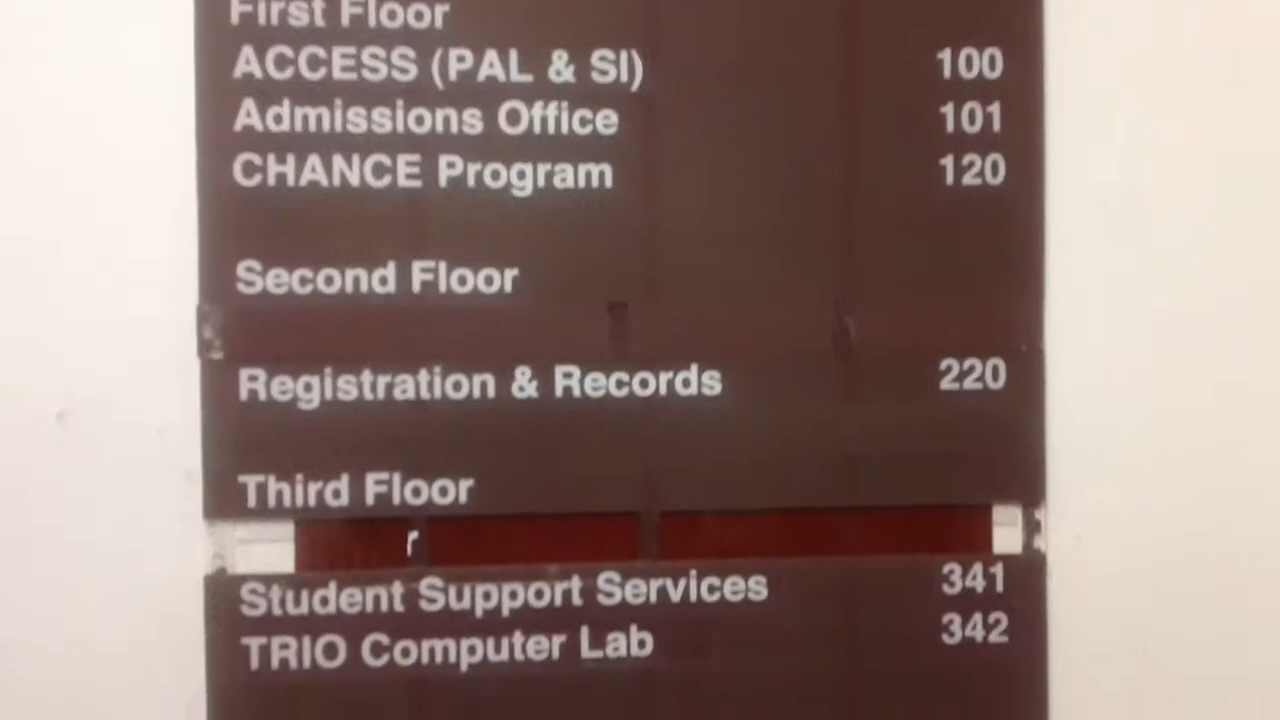 First Floor
ACCESS (PAL & SI) 100
Admissions Office 101
CHANCE Program 120
Second Floor
Registration & Records 220
Third Floor
r
Student Support Services 341
TRIO Computer Lab 342